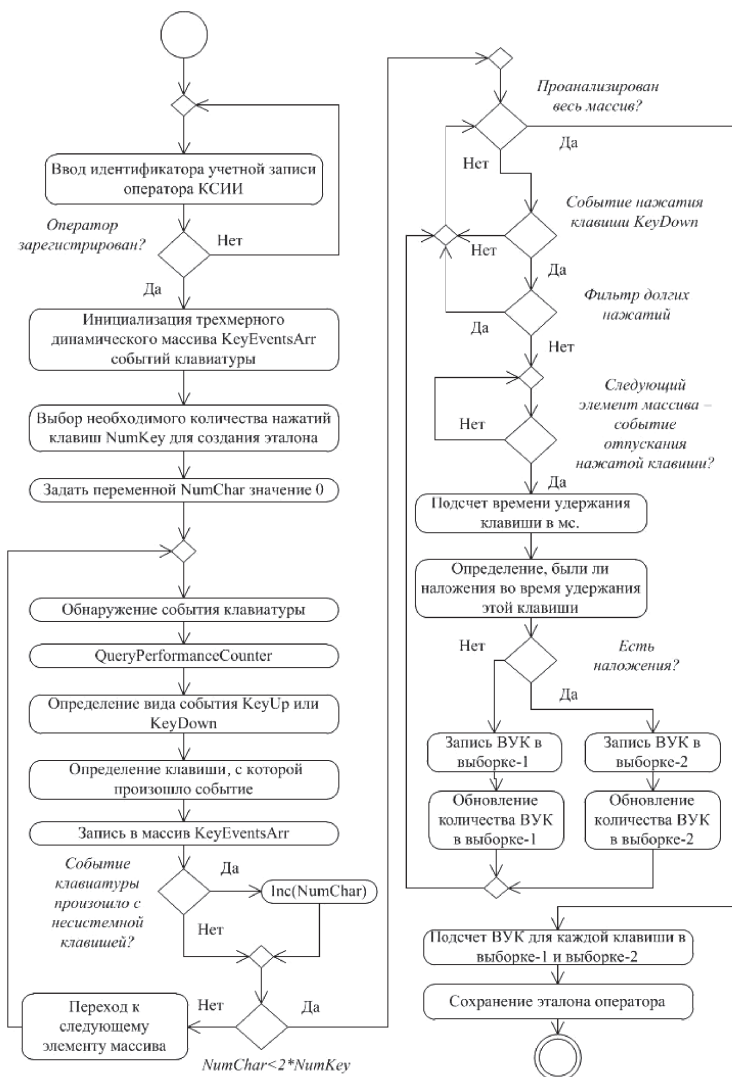 Ввод идентификатора учетной записи
оператора КСИИ
Оператор
зарегистрирован?
Нет
Да
Инициализация трехмерного
динамического массива KeyEventsArr
событий клавиатуры
Выбор необходимого количества нажатий
клавиш NumKey для создания эталона
Задать переменной NumChar значение 0
Обнаружение события клавиатуры
QueryPerformanceCounter
Определение вида события KeyUp или
KeyDown
Определение клавиши, с которой
произошло событие
Запись в массив KeyEventsArr
Событие
клавиатуры
произошло с
несистемной
клавишей?
Да
Inc(NumChar)
Нет
Переход к
следующему
элементу массива
Нет
Да
NumChar<2*NumKey
Проанализирован
весь массив?
Да
Нет
Событие нажатия
клавиши KeyDown
Нет
Да
Фильтр долгих
нажатий
Да
Нет
Следующий
элемент массива –
событие
отпускания
нажатой клавиши?
Нет
Да
Подсчет времени удержания
клавиши в мс.
Определение, были ли
наложения во время удержания
этой клавиши
Нет
Есть
наложения?
Да
Запись ВУК в
выборке-1
Запись ВУК в
выборке-2
Обновление
количества ВУК
в выборке-1
Обновление
количества ВУК
в выборке-2
Подсчет ВУК для каждой клавиши в
выборке-1 и выборке-2
Сохранение эталона оператора